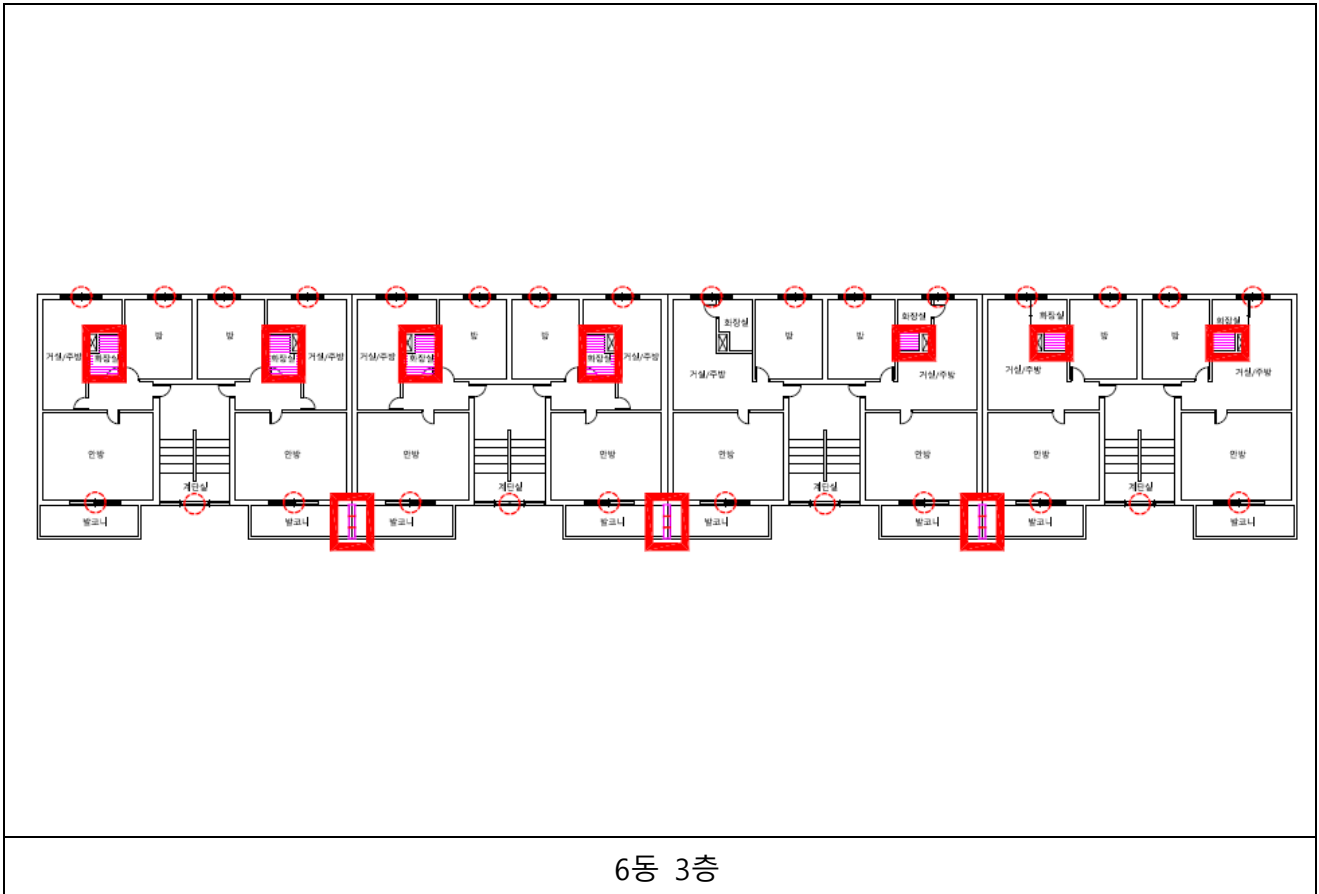 화장실 화장실 화장실 화장실
방 방 방 방 방 방 방 방
거실/주방 화장실 화장실 거실/주방 거실/주방 화장실 화장실 거실/주방
거실/주방 거실/주방 거실/주방 거실/주방
안방 안방 안방 안방 안방 안방 안방 안방
계단실 계단실 계단실 계단실
발코니 발코니 발코니 발코니 발코니 발코니 발코니 발코니
6동 3층